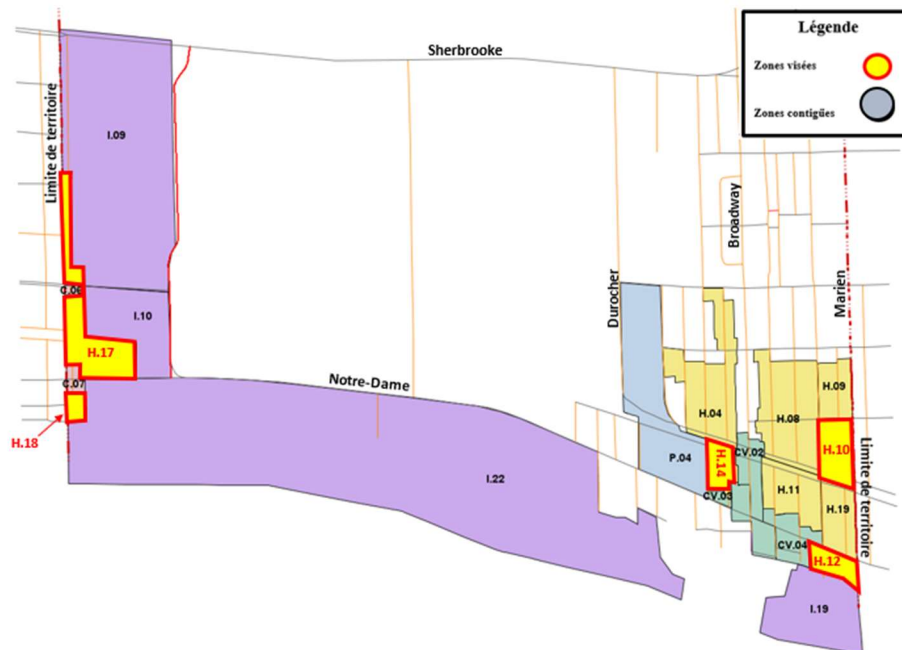 Légende
Zones visées
Zones contigües
Sherbrooke
Limite de territoire
I.09
Broadway
Marien
Durocher
C.06
I.10
H.17
Notre-Dame
C.07
H.18
H.09
H.04
H.08
H.10
CV.02
H.14
P.04
I.22
H.11
CV.03
H.19
Limite de territoire
CV.04
H.12
I.19